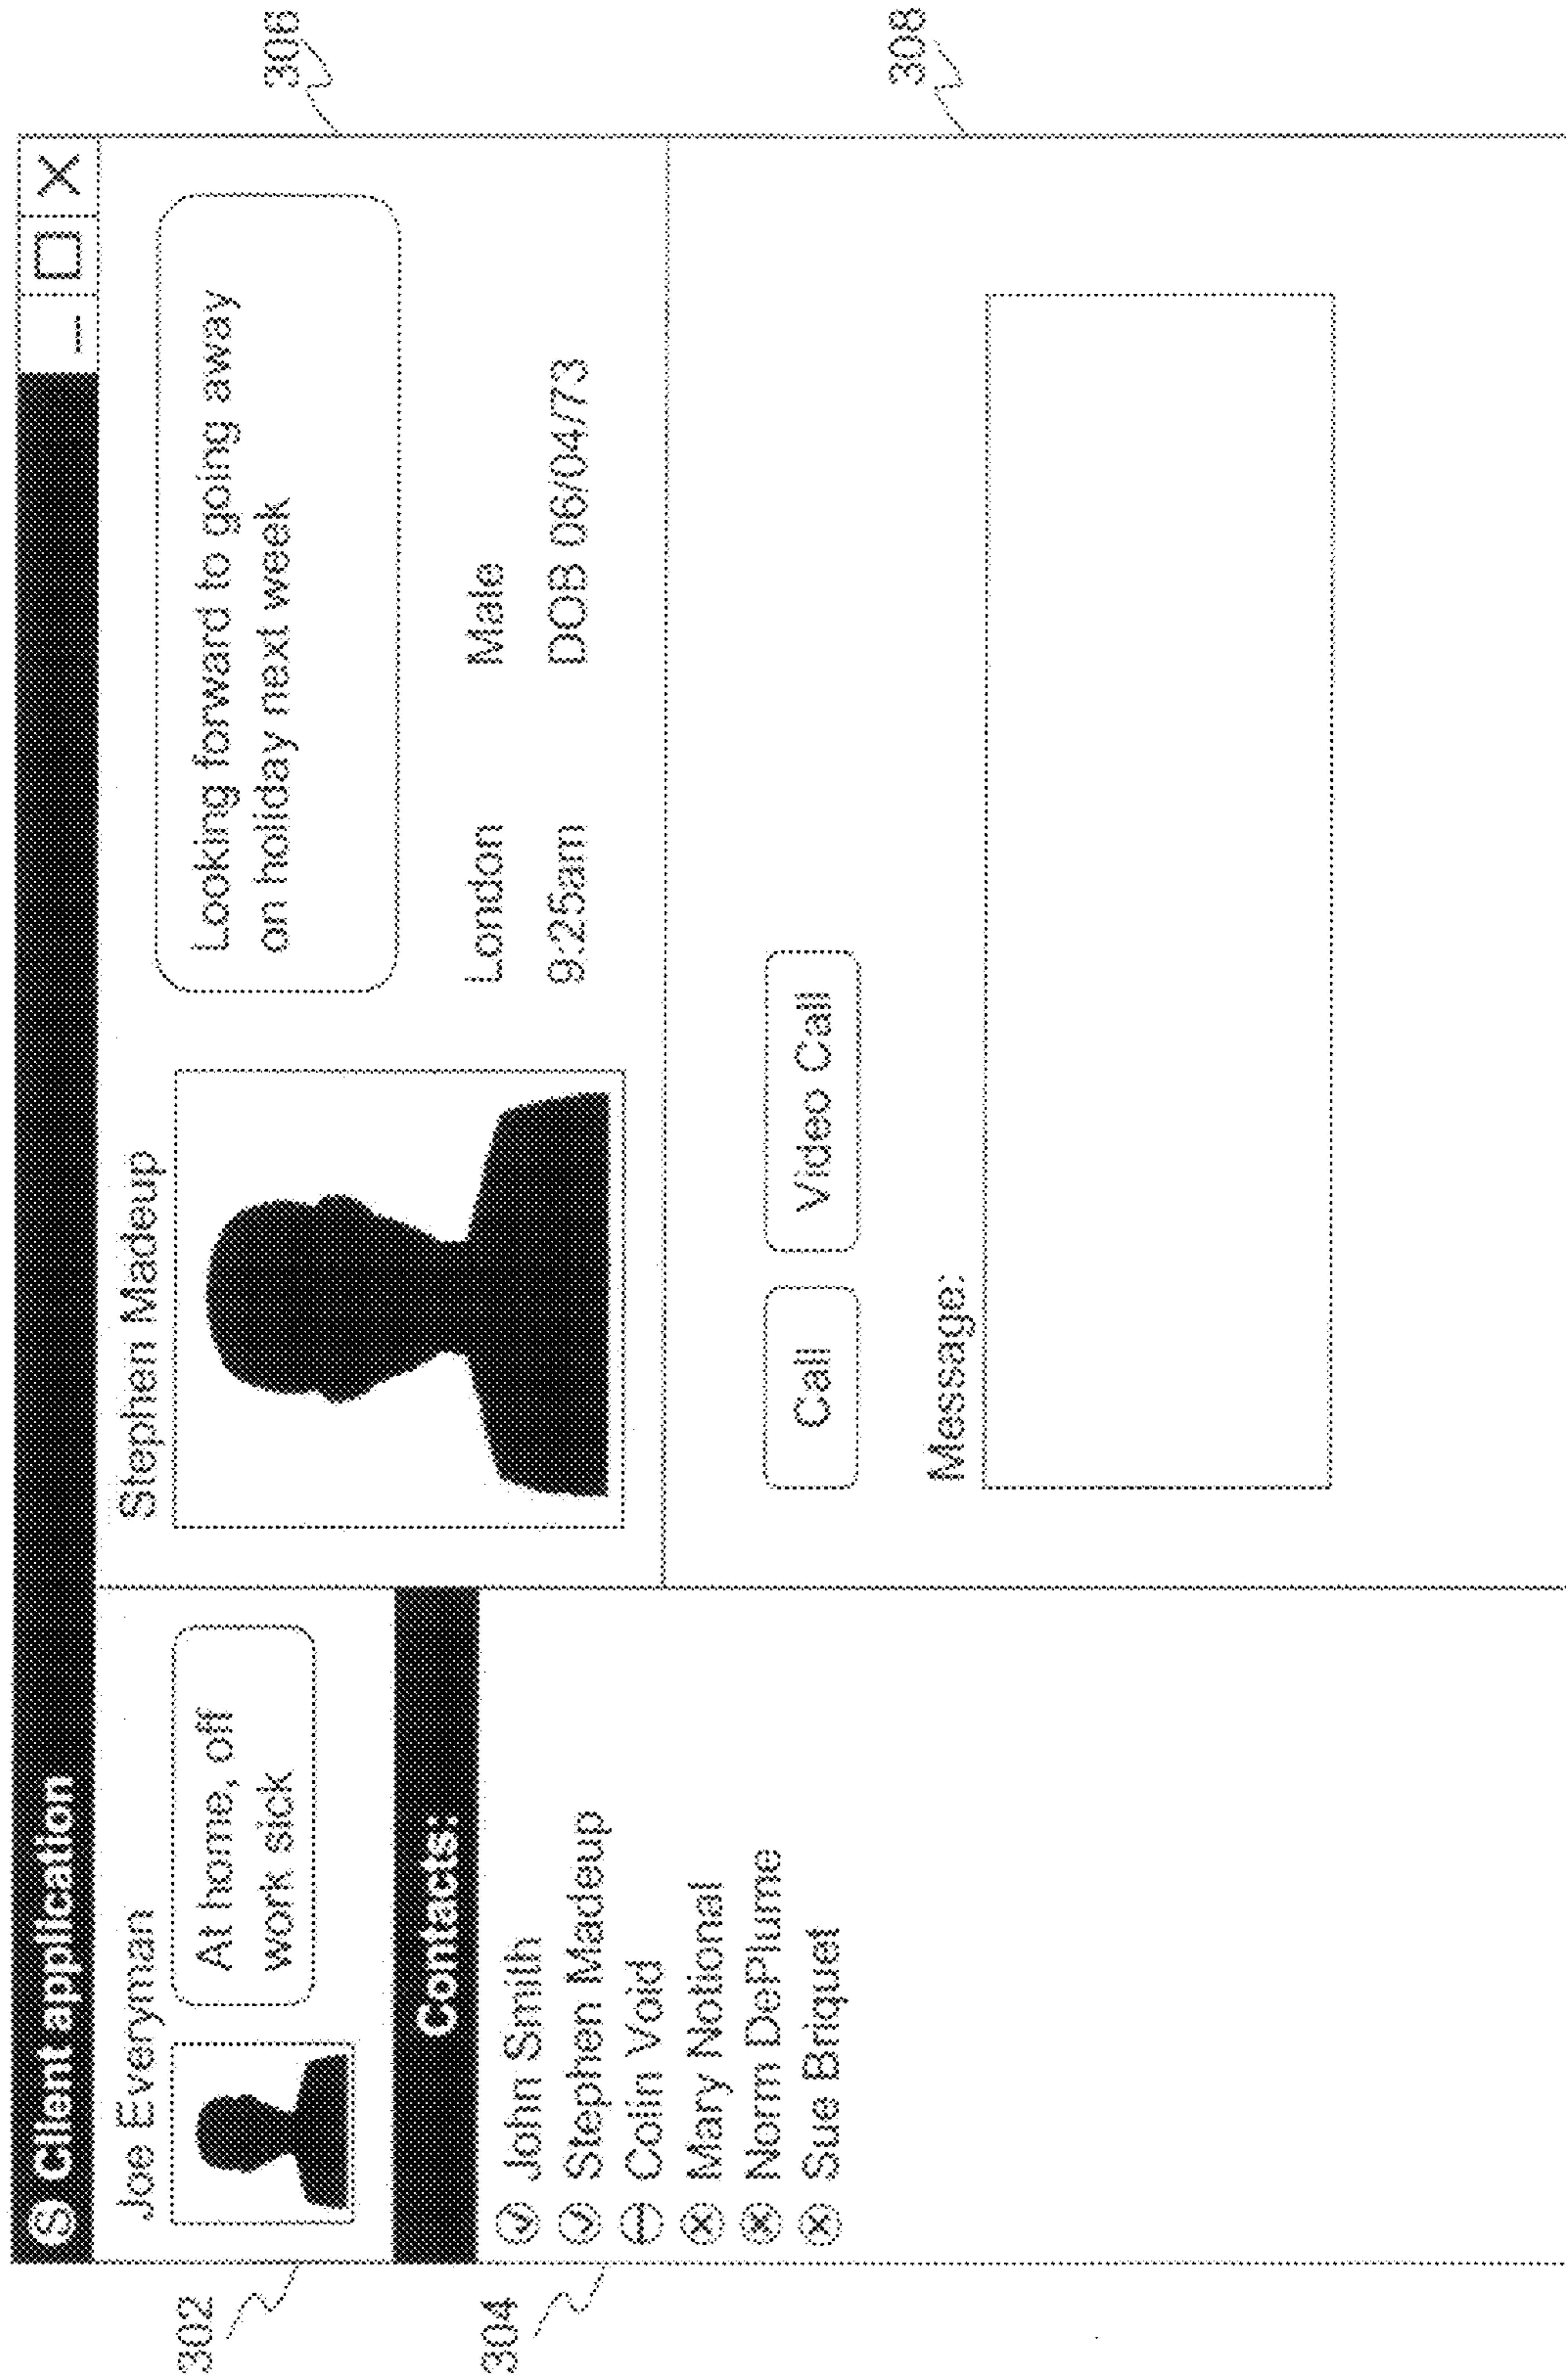 Ⓢ Client application
Joe Everyman
At home, off
work sick
302
Contacts:
304
John Smith
Stephen Madeup
Colin Void
Mary Notional
Norm DePlume
Sue Briquet
Stephen Madeup
Looking forward to going away
on holiday next week
London Male
9:25am DOB 06/04/73
306
Call Video Call
Message:
308